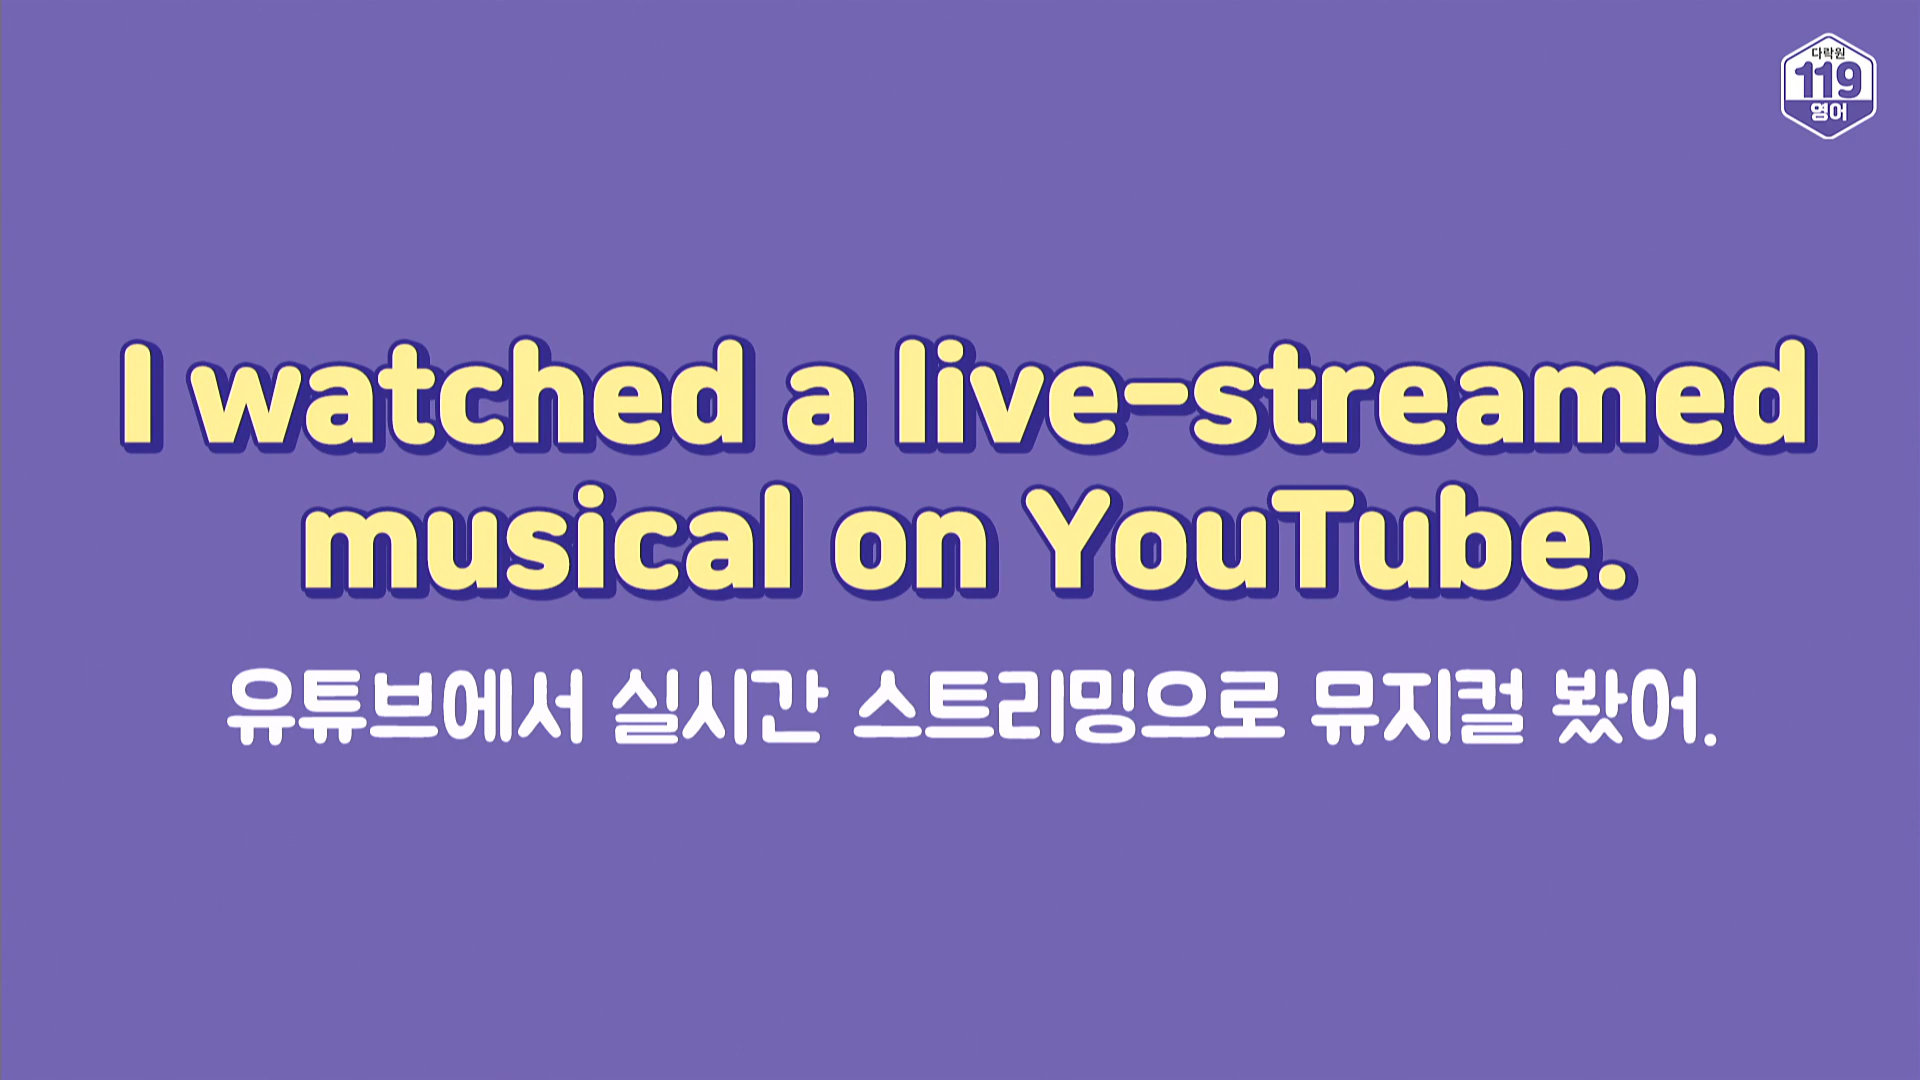 다락원
119
영어
I watched a live-streamed
musical on YouTube.
유튜브에서 실시간 스트리밍으로 뮤지컬 봤어.